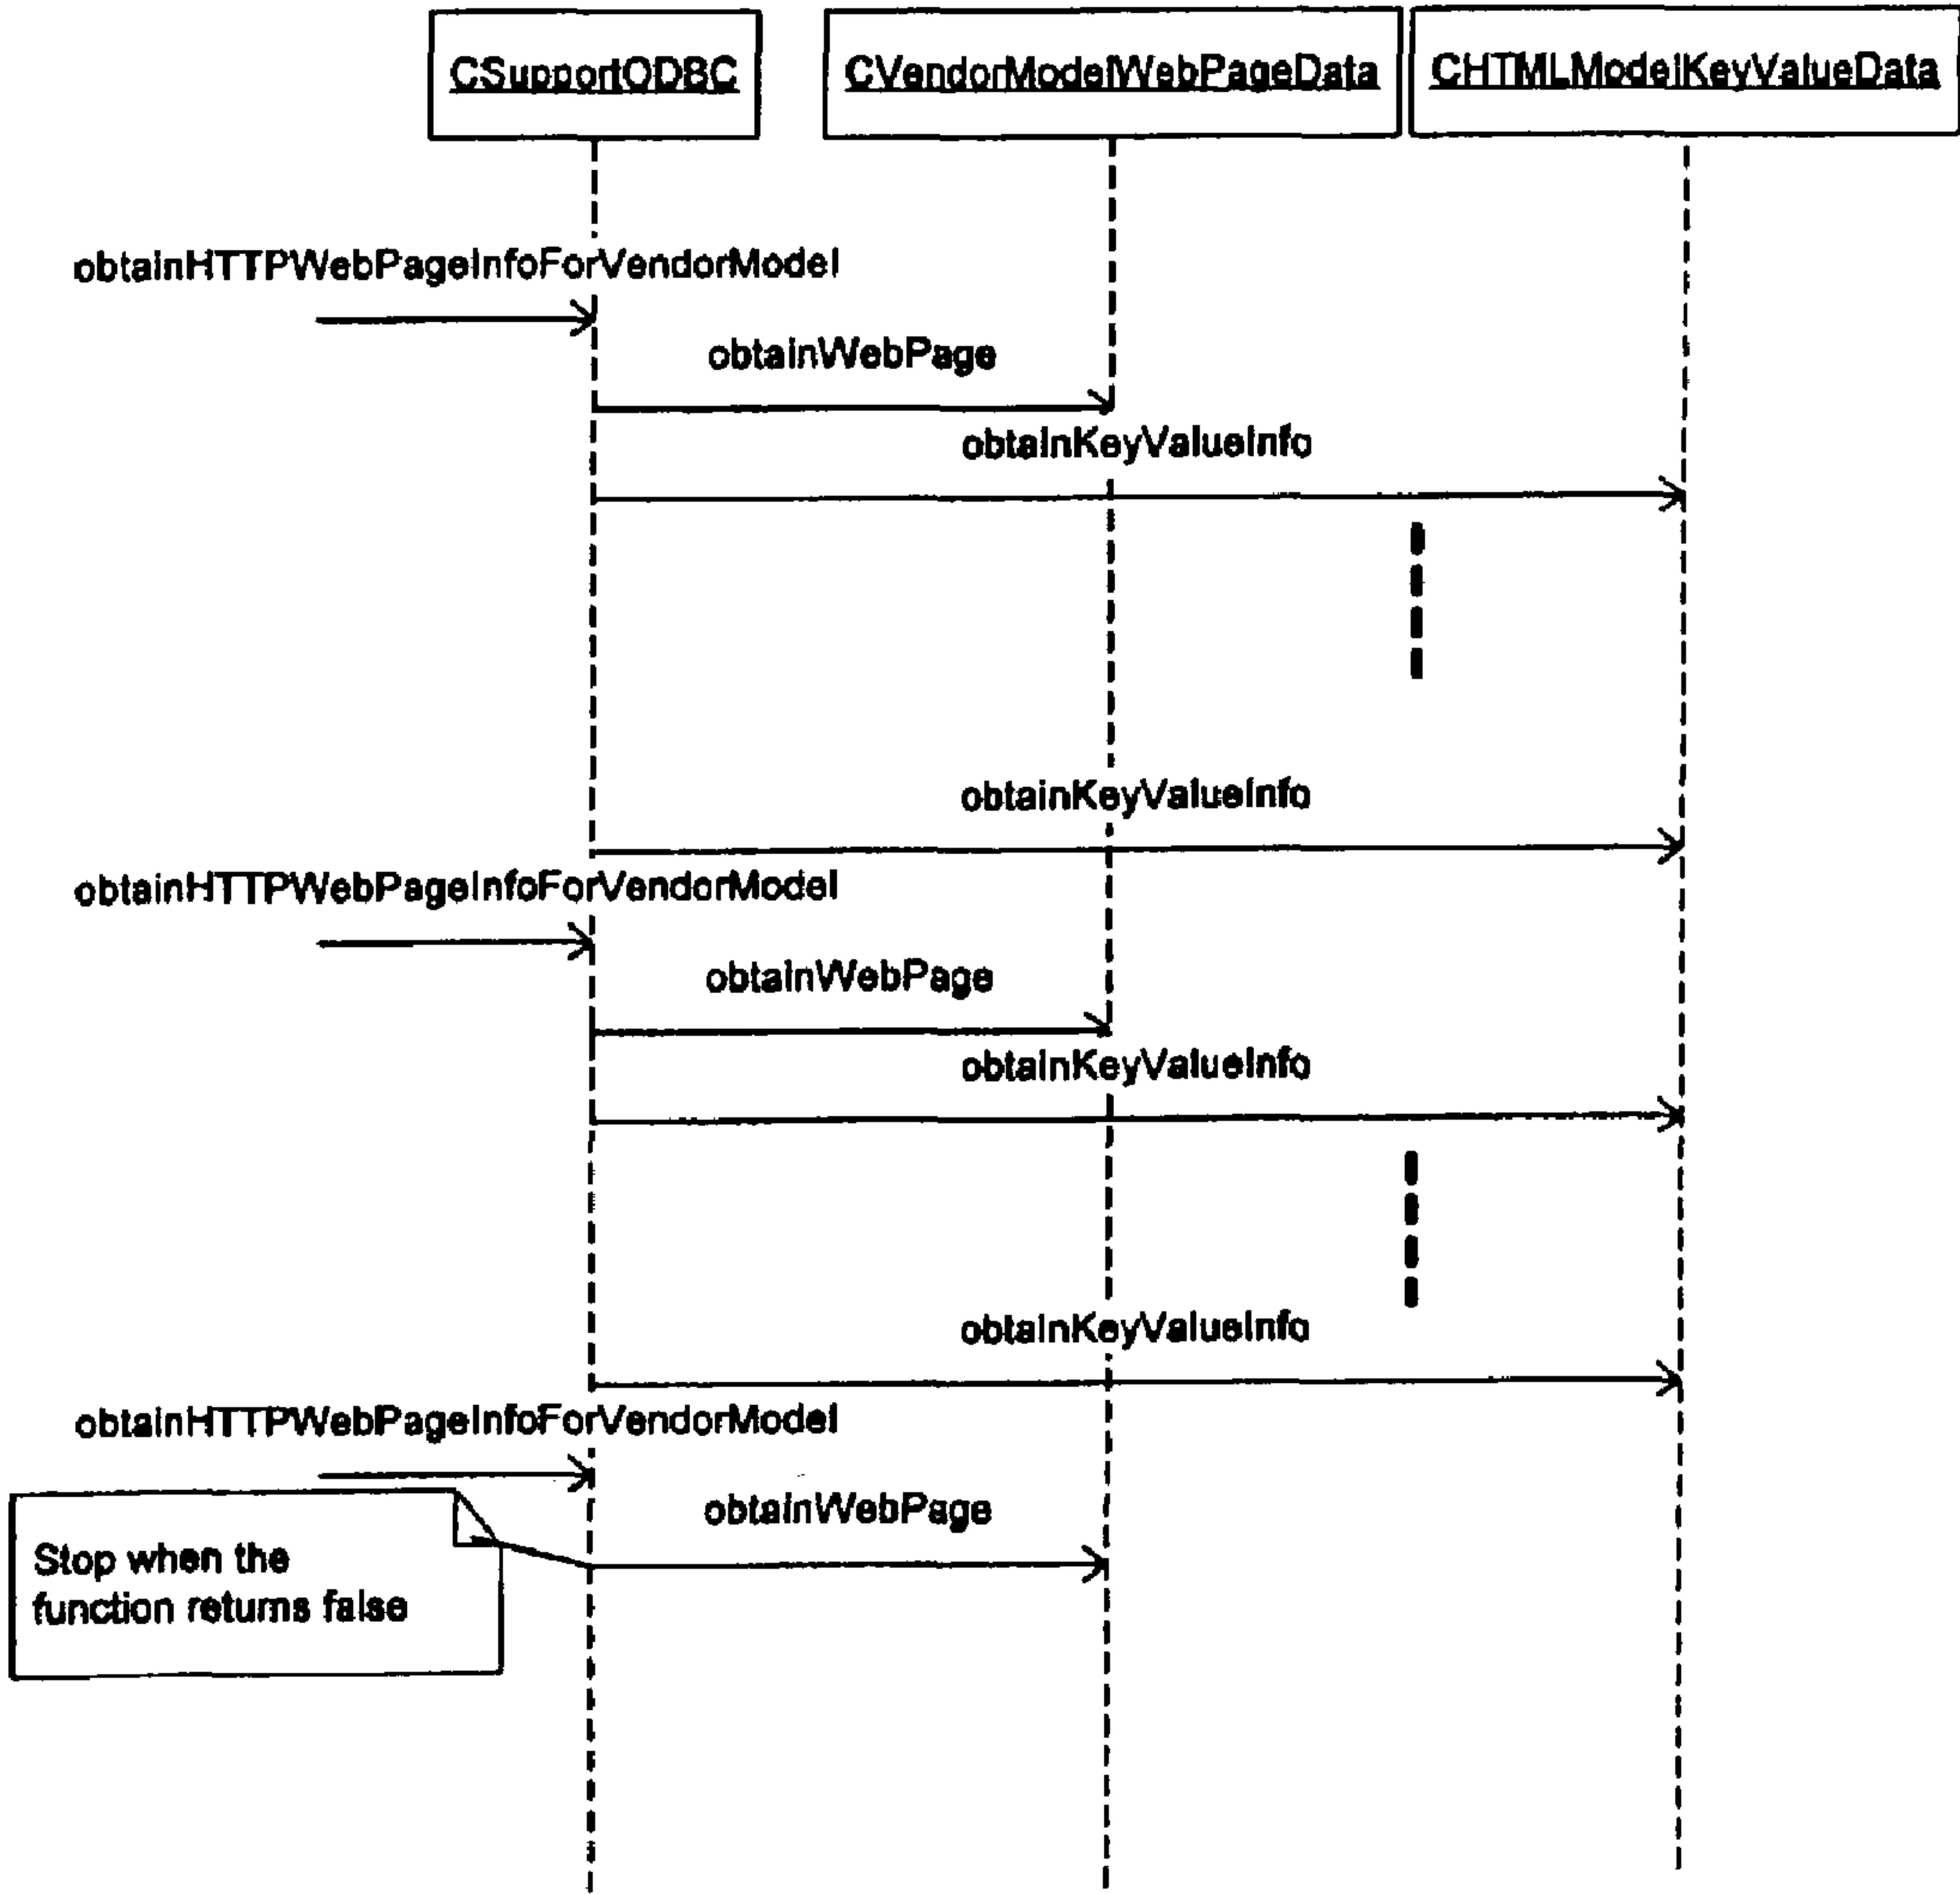 CSupportODBC
CVendorModelWebPageData
CHTMLModelKeyValueData
obtainHTTPWebPageInfoForVendorModel
obtainWebPage
obtainKeyValueInfo
obtainKeyValueInfo
obtainHTTPWebPageInfoForVendorModel
obtainWebPage
obtainKeyValueInfo
obtainKeyValueInfo
obtainHTTPWebPageInfoForVendorModel
obtainWebPage
Stop when the
function returns false